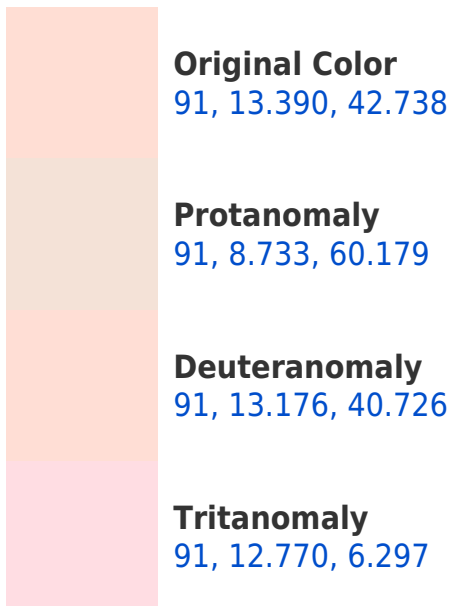 Original Color
91, 13.390, 42.738
Protanomaly
91, 8.733, 60.179
Deuteranomaly
91, 13.176, 40.726
Tritanomaly
91, 12.770, 6.297